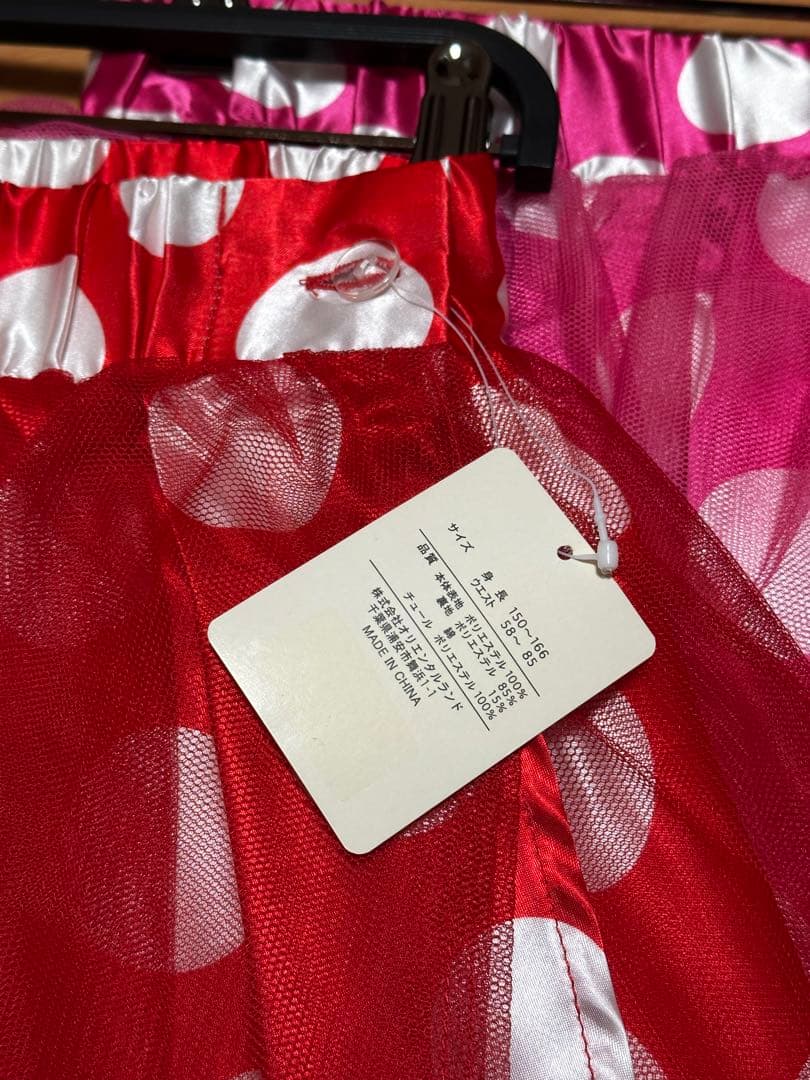 サイズ 身長 150~166
ウエスト 58~ 85
品質 本体表地 ポリエステル100%
裏地 ポリエステル 85%
綿 15%
チュール ポリエステル100%
株式会社オリエンタルランド
千葉県浦安市舞浜1-1
MADE IN CHINA